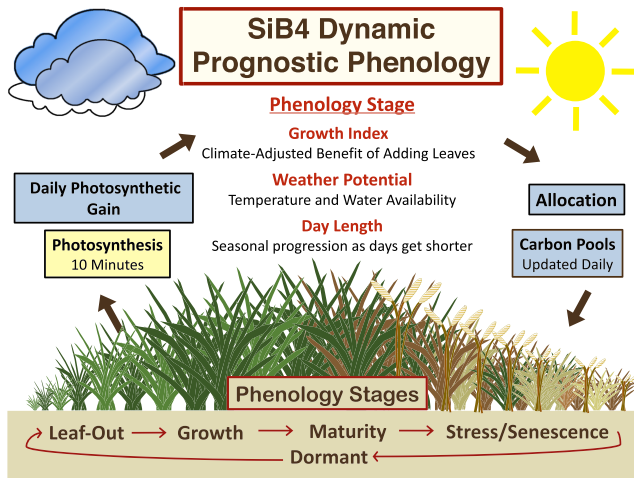 SiB4 Dynamic
Prognostic Phenology
Phenology Stage
Growth Index
Climate-Adjusted Benefit of Adding Leaves
Weather Potential
Temperature and Water Availability
Day Length
Seasonal progression as days get shorter
Daily Photosynthetic
Gain
Photosynthesis
10 Minutes
Allocation
Carbon Pools
Updated Daily
Phenology Stages
Leaf-Out
Growth
Maturity
Stress/Senescence
Dormant